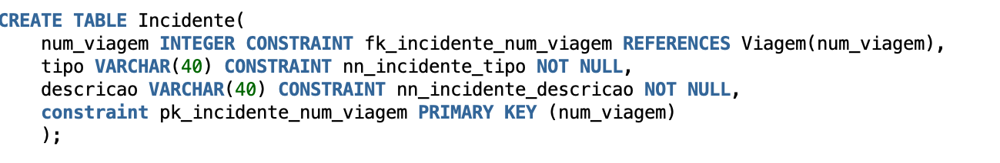 CREATE TABLE Incidente(
    num_viagem INTEGER CONSTRAINT fk_incidente_num_viagem REFERENCES Viagem(num_viagem),
    tipo VARCHAR(40) CONSTRAINT nn_incidente_tipo NOT NULL,
    descricao VARCHAR(40) CONSTRAINT nn_incidente_descricao NOT NULL,
    constraint pk_incidente_num_viagem PRIMARY KEY (num_viagem)
    );